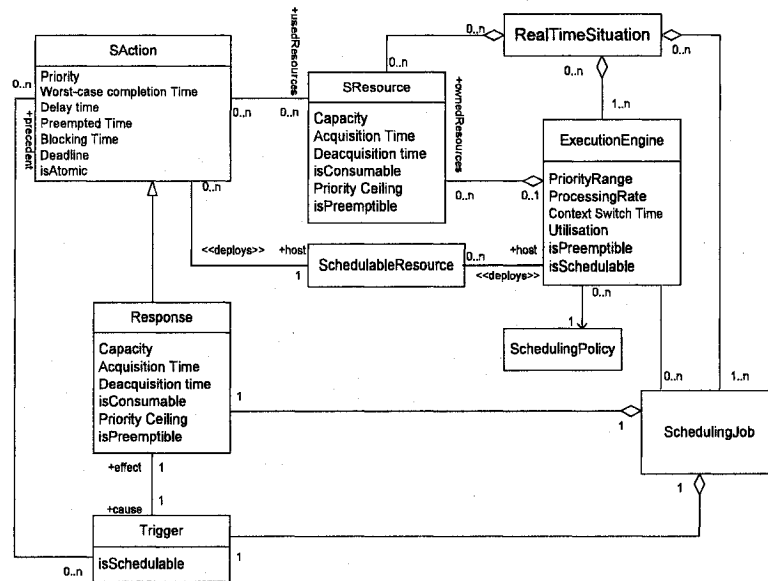 SAction
Priority
Worst-case completion Time
Delay time
Preempted Time
Blocking Time
Deadline
isAtomic
0..n
+precedent
0..n
0..n
+usedResources
0..n
0..n
0..n
SResource
Capacity
Acquisition Time
Deacquisition time
isConsumable
Priority Ceiling
isPreemptible
RealTimeSituation
0..n
0..n
1..n
+ownedResources
0..n
0..1
ExecutionEngine
PriorityRange
ProcessingRate
Context Switch Time
Utilisation
isPreemptible
isSchedulable
<<deploys>>
+host
1
SchedulableResource
0..n
+host
<<deploys>>
0..n
1
SchedulingPolicy
Response
Capacity
Acquisition Time
Deacquisition time
isConsumable
Priority Ceiling
isPreemptible
1
0..n
1..n
SchedulingJob
1
1
+effect
1
+cause
1
Trigger
isSchedulable
0..n
1